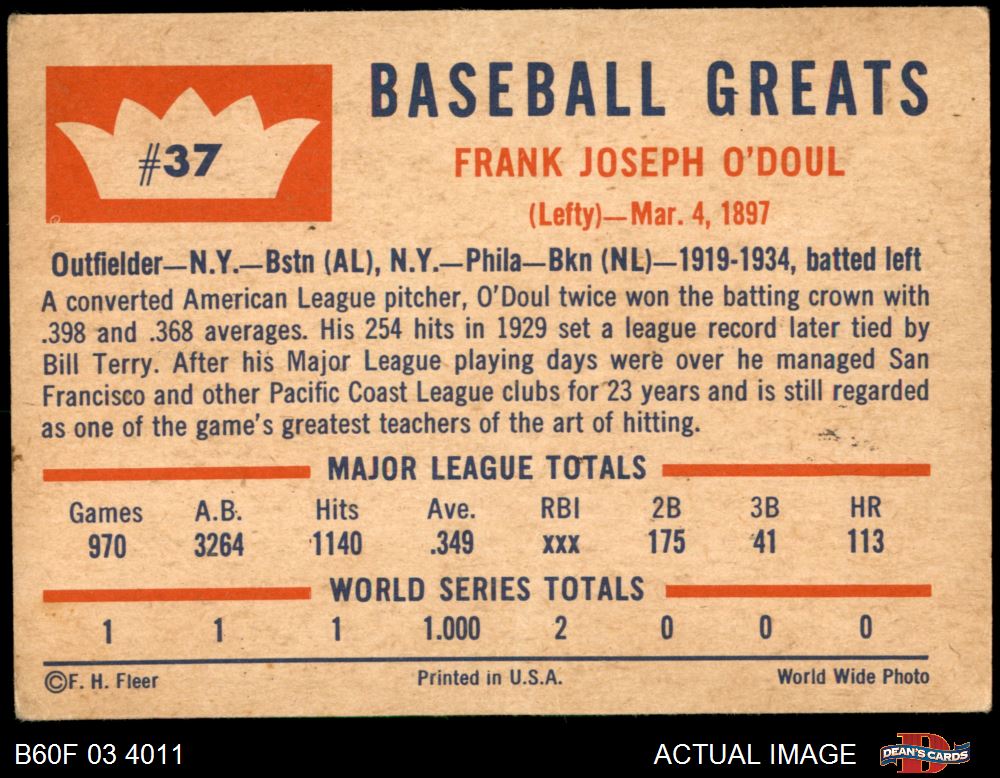 #37
BASEBALL GREATS
FRANK JOSEPH O'DOUL
(Lefty)—Mar. 4, 1897
Outfielder—N.Y.—Bstn (AL), N.Y.—Phila—Bkn (NL)—1919-1934, batted left
A converted American League pitcher, O'Doul twice won the batting crown with
.398 and .368 averages. His 254 hits in 1929 set a league record later tied by
Bill Terry. After his Major League playing days were over he managed San
Francisco and other Pacific Coast League clubs for 23 years and is still regarded
as one of the game's greatest teachers of the art of hitting.
MAJOR LEAGUE TOTALS
Games A.B. Hits Ave. RBI 2B 3B HR
970 3264 1140 .349 xxx 175 41 113
WORLD SERIES TOTALS
1 1 1 1.000 2 0 0 0
©F. H. Fleer Printed in U.S.A. World Wide Photo
B60F 03 4011 ACTUAL IMAGE DEAN'S CARDS